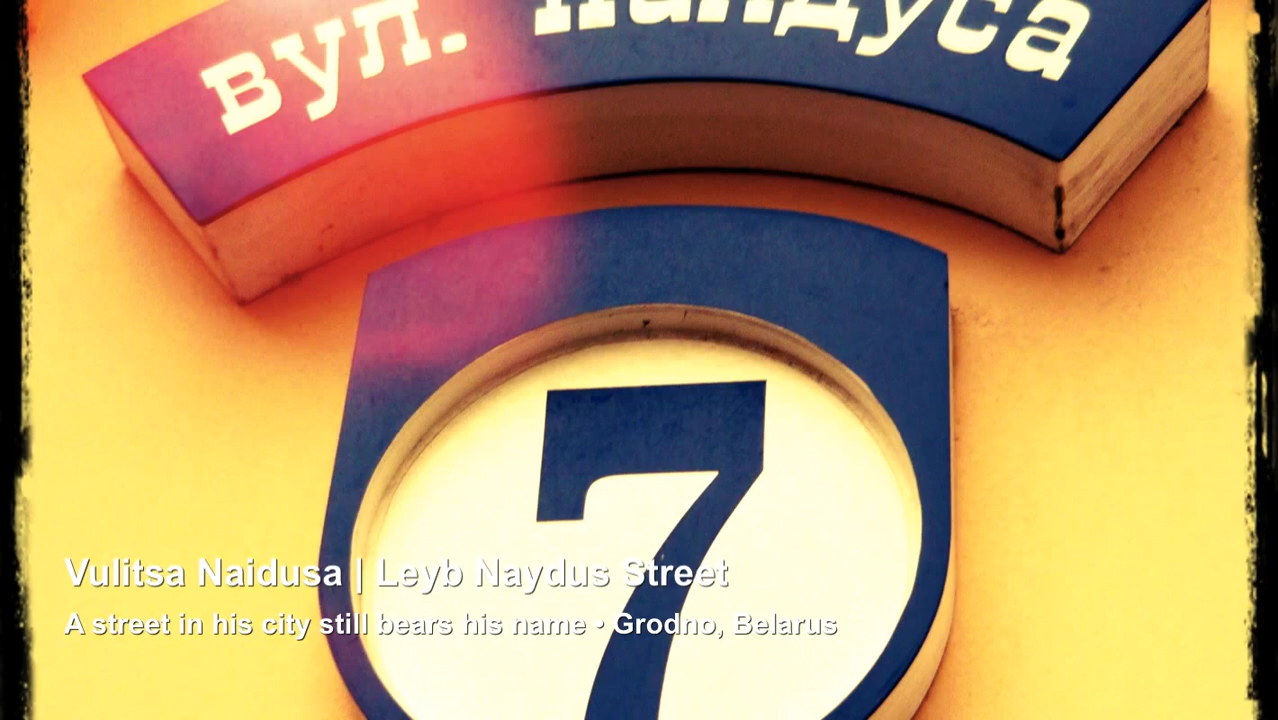 вул. Найдуса
7
Vulitsa Naidusa | Leyb Naydus Street
A street in his city still bears his name • Grodno, Belarus